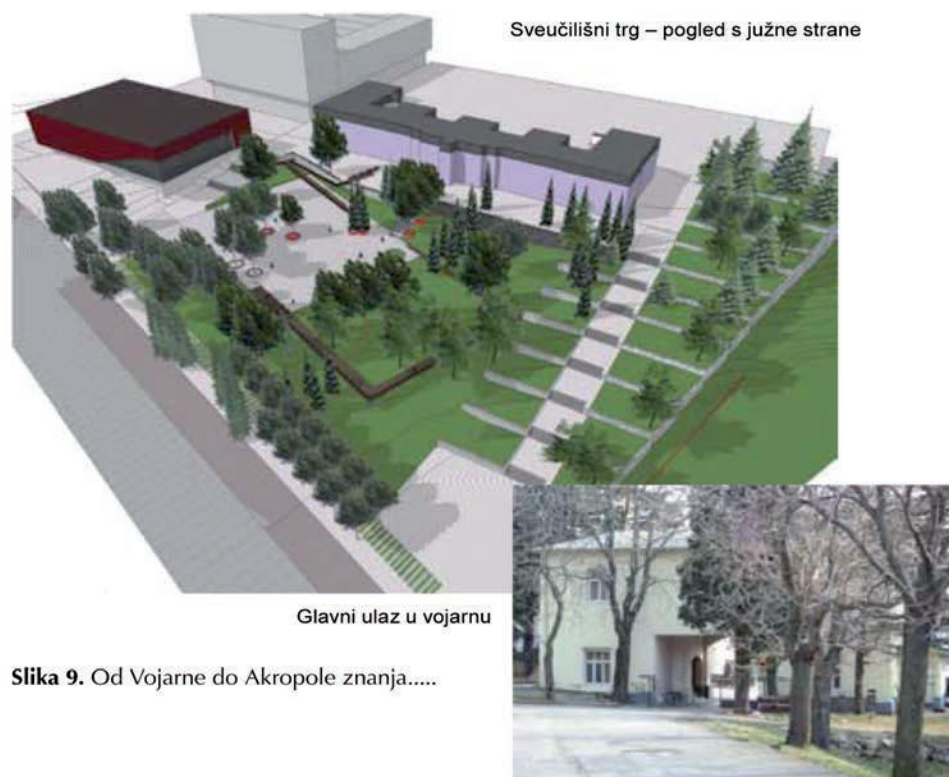 Sveučilišni trg – pogled s južne strane
Glavni ulaz u vojarnu
Slika 9. Od Vojarne do Akropole znanja.....